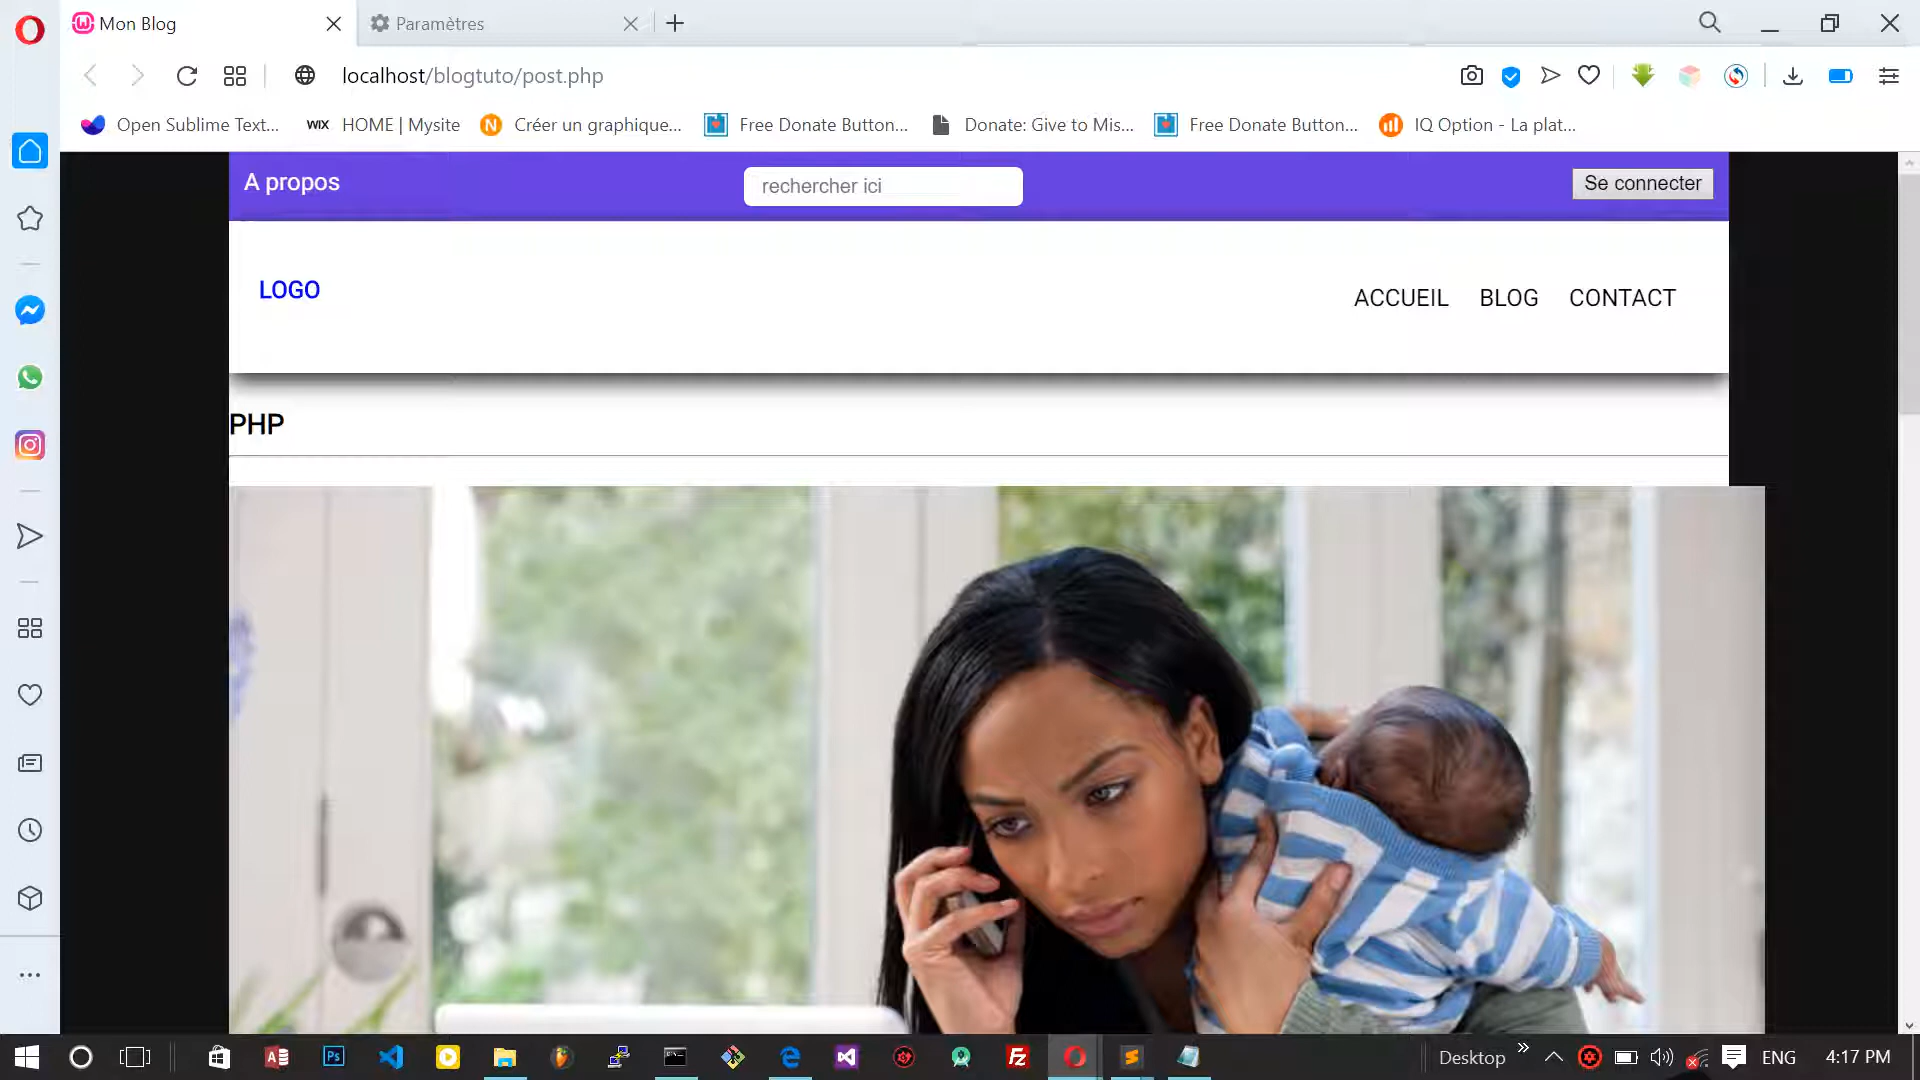 Mon Blog
Paramètres
localhost/blogtuto/post.php
Open Sublime Text...
WIX HOME | Mysite
N Créer un graphique...
Free Donate Button...
Donate: Give to Mis...
Free Donate Button...
IQ Option - La plat...
A propos
rechercher ici
Se connecter
LOGO
ACCUEIL BLOG CONTACT
PHP
Desktop
ENG
4:17 PM